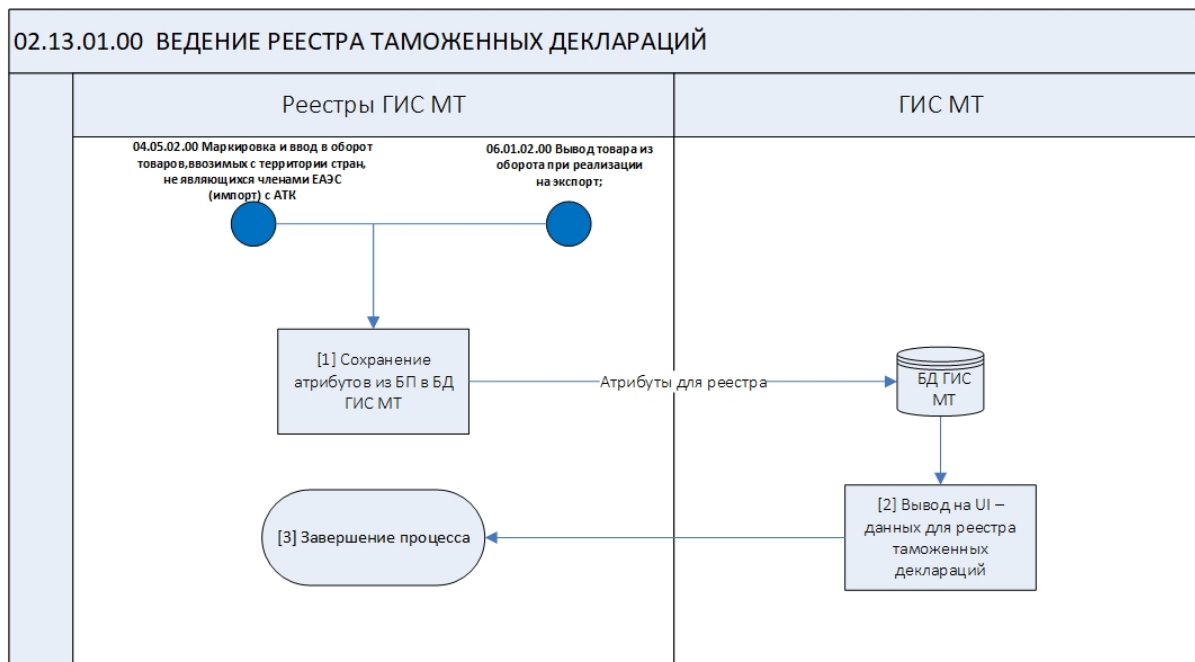 02.13.01.00 ВЕДЕНИЕ РЕЕСТРА ТАМОЖЕННЫХ ДЕКЛАРАЦИЙ
Реестры ГИС МТ
ГИС МТ
04.05.02.00 Маркировка и ввод в оборот
товаров,ввозимых с территории стран,
не являющихся членами ЕАЭС
(импорт) с АТК
06.01.02.00 Вывод товара из
оборота при реализации
на экспорт;
[1] Сохранение
атрибутов из БП в БД
ГИС МТ
Атрибуты для реестра
БД ГИС
МТ
[2] Вывод на UI –
данных для реестра
таможенных
деклараций
[3] Завершение процесса